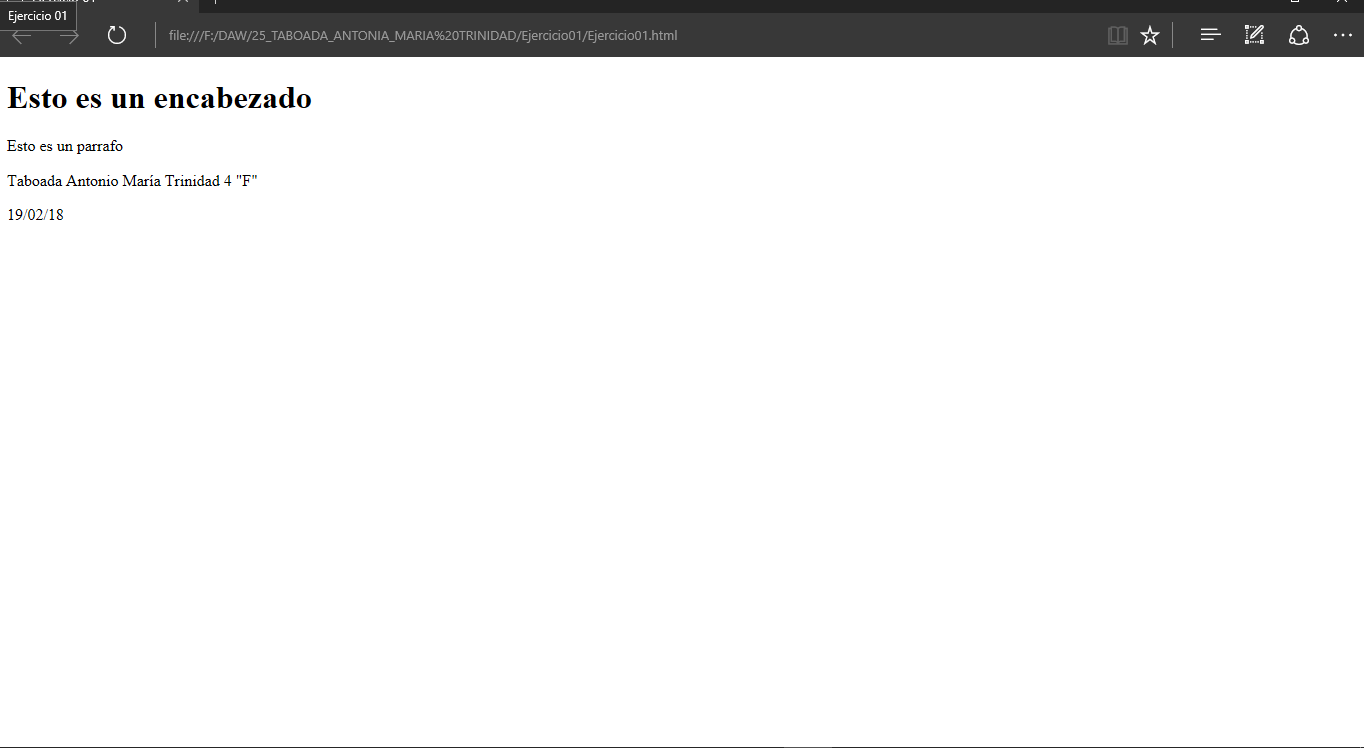 Ejercicio 01
file:///F:/DAW/25_TABOADA_ANTONIA_MARIA%20TRINIDAD/Ejercicio01/Ejercicio01.html
Esto es un encabezado
Esto es un parrafo
Taboada Antonio María Trinidad 4 "F"
19/02/18